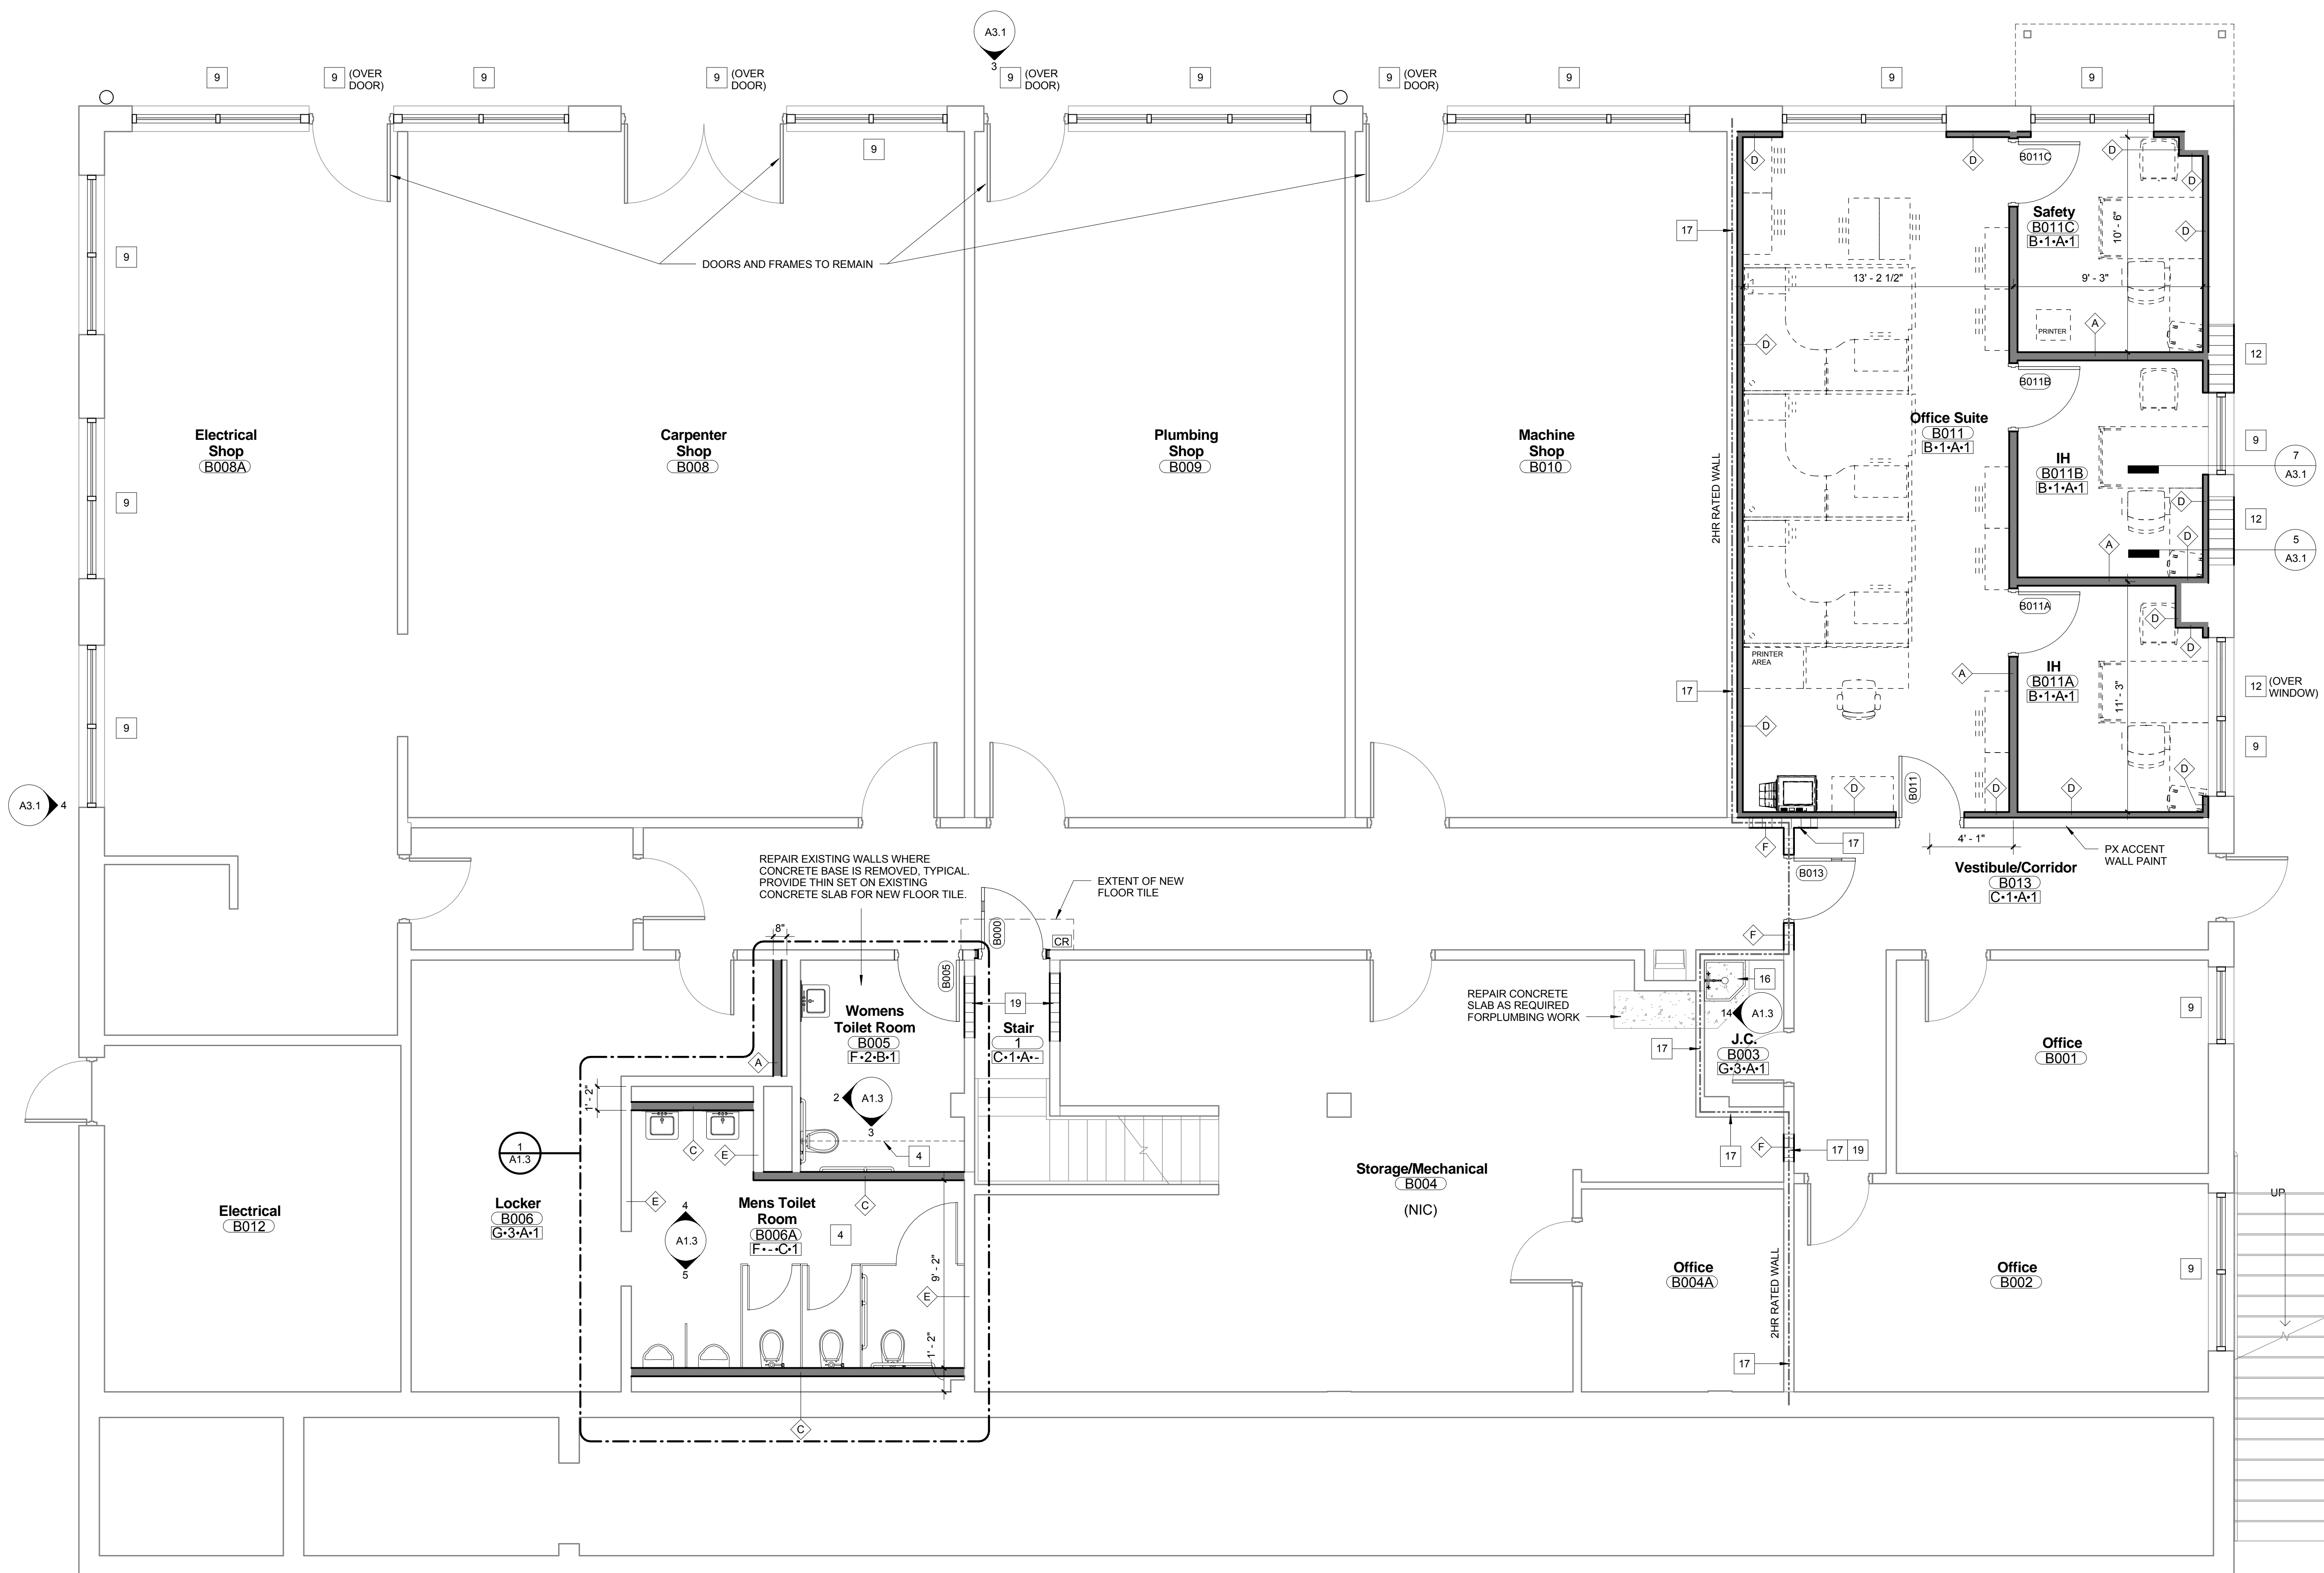 A3.1
3
9
9
(OVER
DOOR)
9
9
(OVER
DOOR)
9
(OVER
DOOR)
9
9
(OVER
DOOR)
9
9
9
9
D
D
B011C
D
D
Safety
B011C
B•1•A•1
10' - 6"
D
17
9
DOORS AND FRAMES TO REMAIN
13' - 2 1/2"
9' - 3"
PRINTER
A
D
12
B011B
Electrical
Shop
B008A
Carpenter
Shop
B008
Plumbing
Shop
B009
Machine
Shop
B010
Office Suite
B011
B•1•A•1
9
IH
B011B
B•1•A•1
7
A3.1
9
2HR RATED WALL
D
12
D
A
5
A3.1
B011A
D
D
PRINTER
AREA
IH
B011A
B•1•A•1
A
11' - 3"
17
12
(OVER
WINDOW)
9
D
9
D
D
D
D
B011
A3.1
4
F
17
4' - 1"
PX ACCENT
WALL PAINT
REPAIR EXISTING WALLS WHERE
CONCRETE BASE IS REMOVED, TYPICAL.
PROVIDE THIN SET ON EXISTING
CONCRETE SLAB FOR NEW FLOOR TILE.
EXTENT OF NEW
FLOOR TILE
B013
Vestibule/Corridor
B013
C•1•A•1
8"
B000
CR
F
B005
19
16
REPAIR CONCRETE
SLAB AS REQUIRED
FORPLUMBING WORK
14
A1.3
9
Womens
Toilet Room
B005
F•2•B•1
Stair
1
C•1•A•-
J.C.
B003
G•3•A•1
17
Office
B001
A
1' - 2"
2
A1.3
3
1
A1.3
C
E
4
17
F
17
19
Storage/Mechanical
B004
(NIC)
Electrical
B012
Locker
B006
G•3•A•1
E
C
Mens Toilet
Room
B006A
F•-•C•1
4
4
A1.3
5
UP
9' - 2"
E
Office
B004A
2HR RATED WALL
Office
B002
9
1' - 2"
17
C